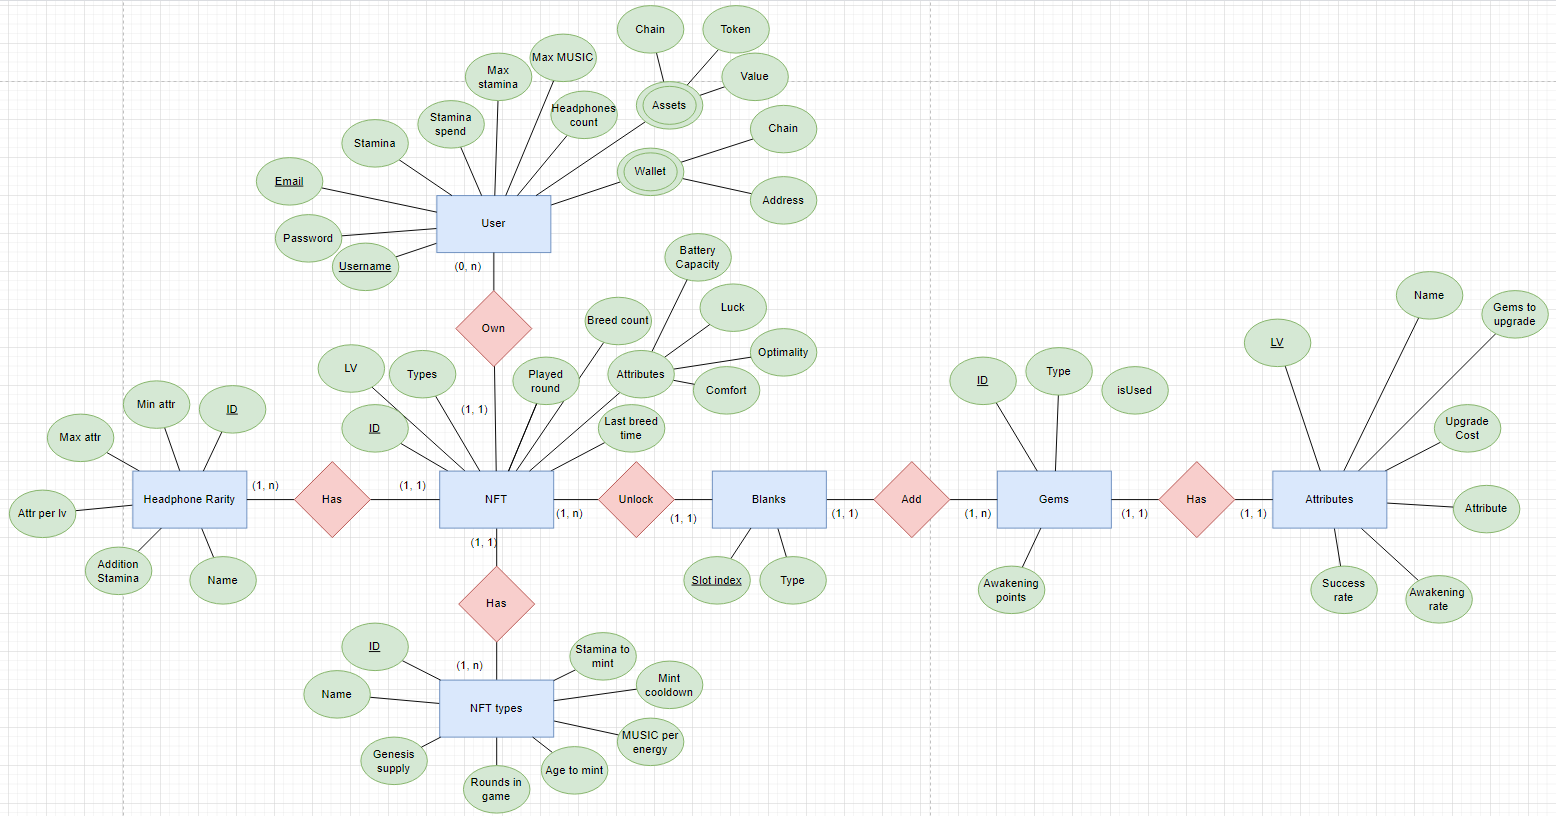 Chain
Token
Max MUSIC
Max
stamina
Value
Assets
Headphones
count
Stamina
spend
Chain
Stamina
Wallet
Email
Address
User
Password
Username
(0, n)
Battery
Capacity
Name
Luck
Gems to
upgrade
Breed count
Own
LV
Optimality
LV
Types
Played
round
Attributes
Type
ID
Comfort
isUsed
Min attr
ID
(1, 1)
Last breed
time
ID
Upgrade
Cost
Max attr
(1, n)
(1, 1)
Headphone Rarity
Has
NFT
Unlock
Blanks
Add
Gems
Has
Attributes
Attribute
Attr per lv
(1, n)
(1, 1)
(1, 1)
(1, n)
(1, 1)
(1, 1)
(1, 1)
Addition
Stamina
Name
Slot index
Type
Awakening
points
Success
rate
Awakening
rate
Has
ID
Stamina to
mint
(1, n)
Name
Mint
cooldown
NFT types
MUSIC per
energy
Genesis
supply
Age to mint
Rounds in
game